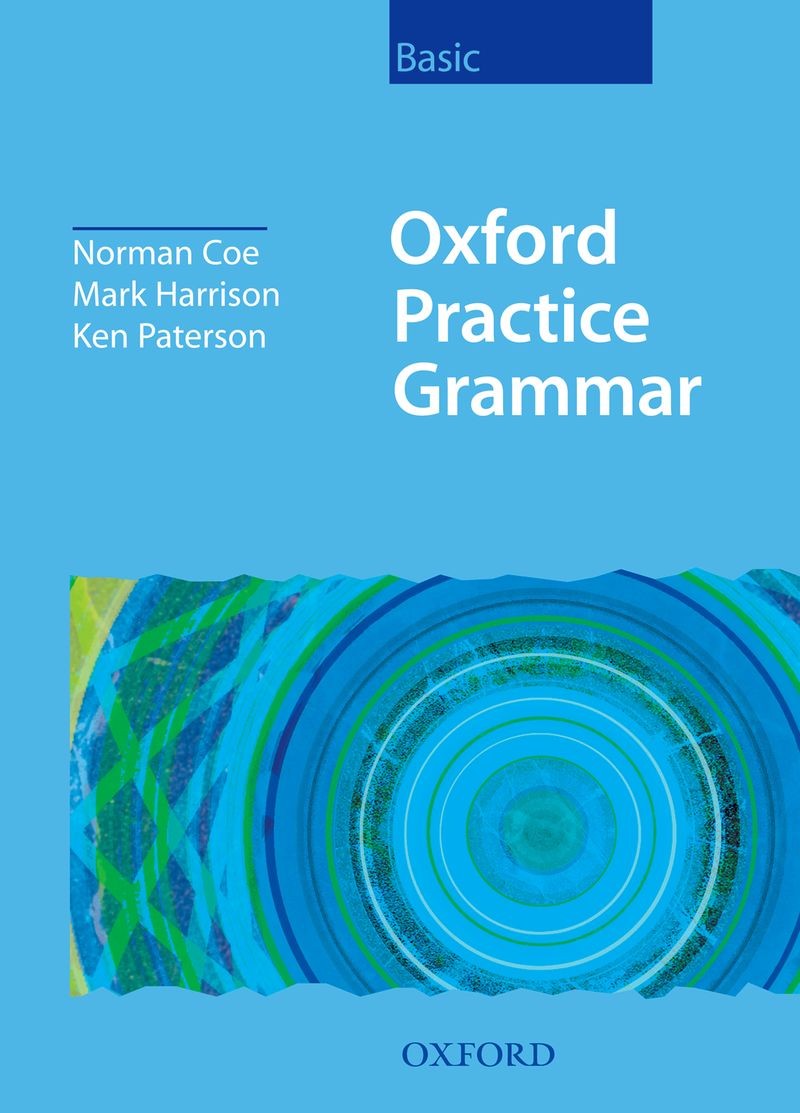 Basic
Oxford
Practice
Grammar
Norman Coe
Mark Harrison
Ken Paterson
OXFORD